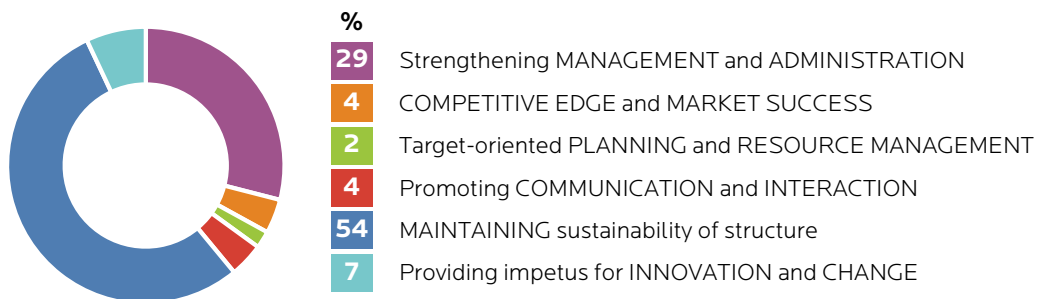 %
29 Strengthening MANAGEMENT and ADMINISTRATION
4 COMPETITIVE EDGE and MARKET SUCCESS
2 Target-oriented PLANNING and RESOURCE MANAGEMENT
4 Promoting COMMUNICATION and INTERACTION
54 MAINTAINING sustainability of structure
7 Providing impetus for INNOVATION and CHANGE